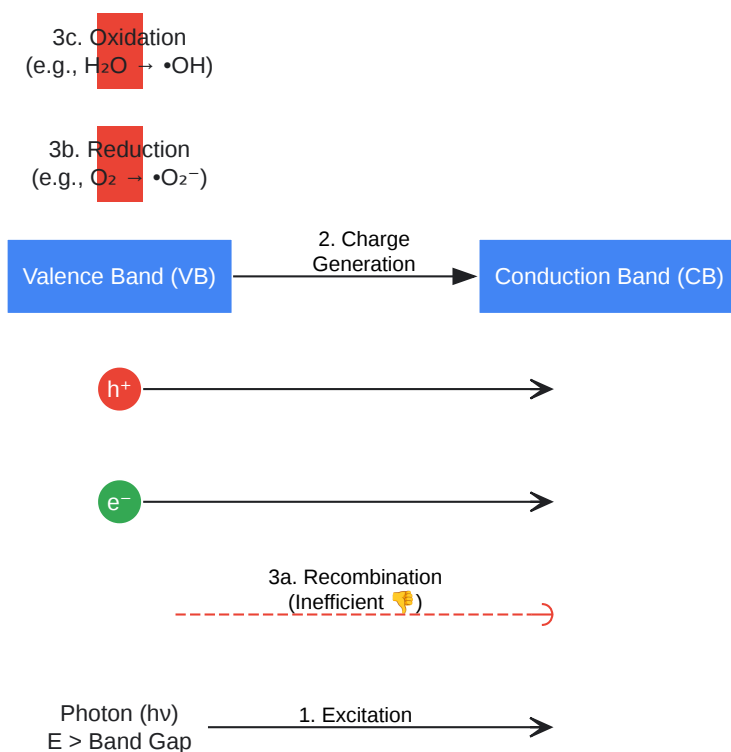 3c. Oxidation
(e.g., H₂O → •OH)
3b. Reduction
(e.g., O₂ → •O₂⁻)
2. Charge
Generation
Valence Band (VB)
Conduction Band (CB)
h⁺
e⁻
3a. Recombination
(Inefficient 👎)
Photon (hν)
E > Band Gap
1. Excitation